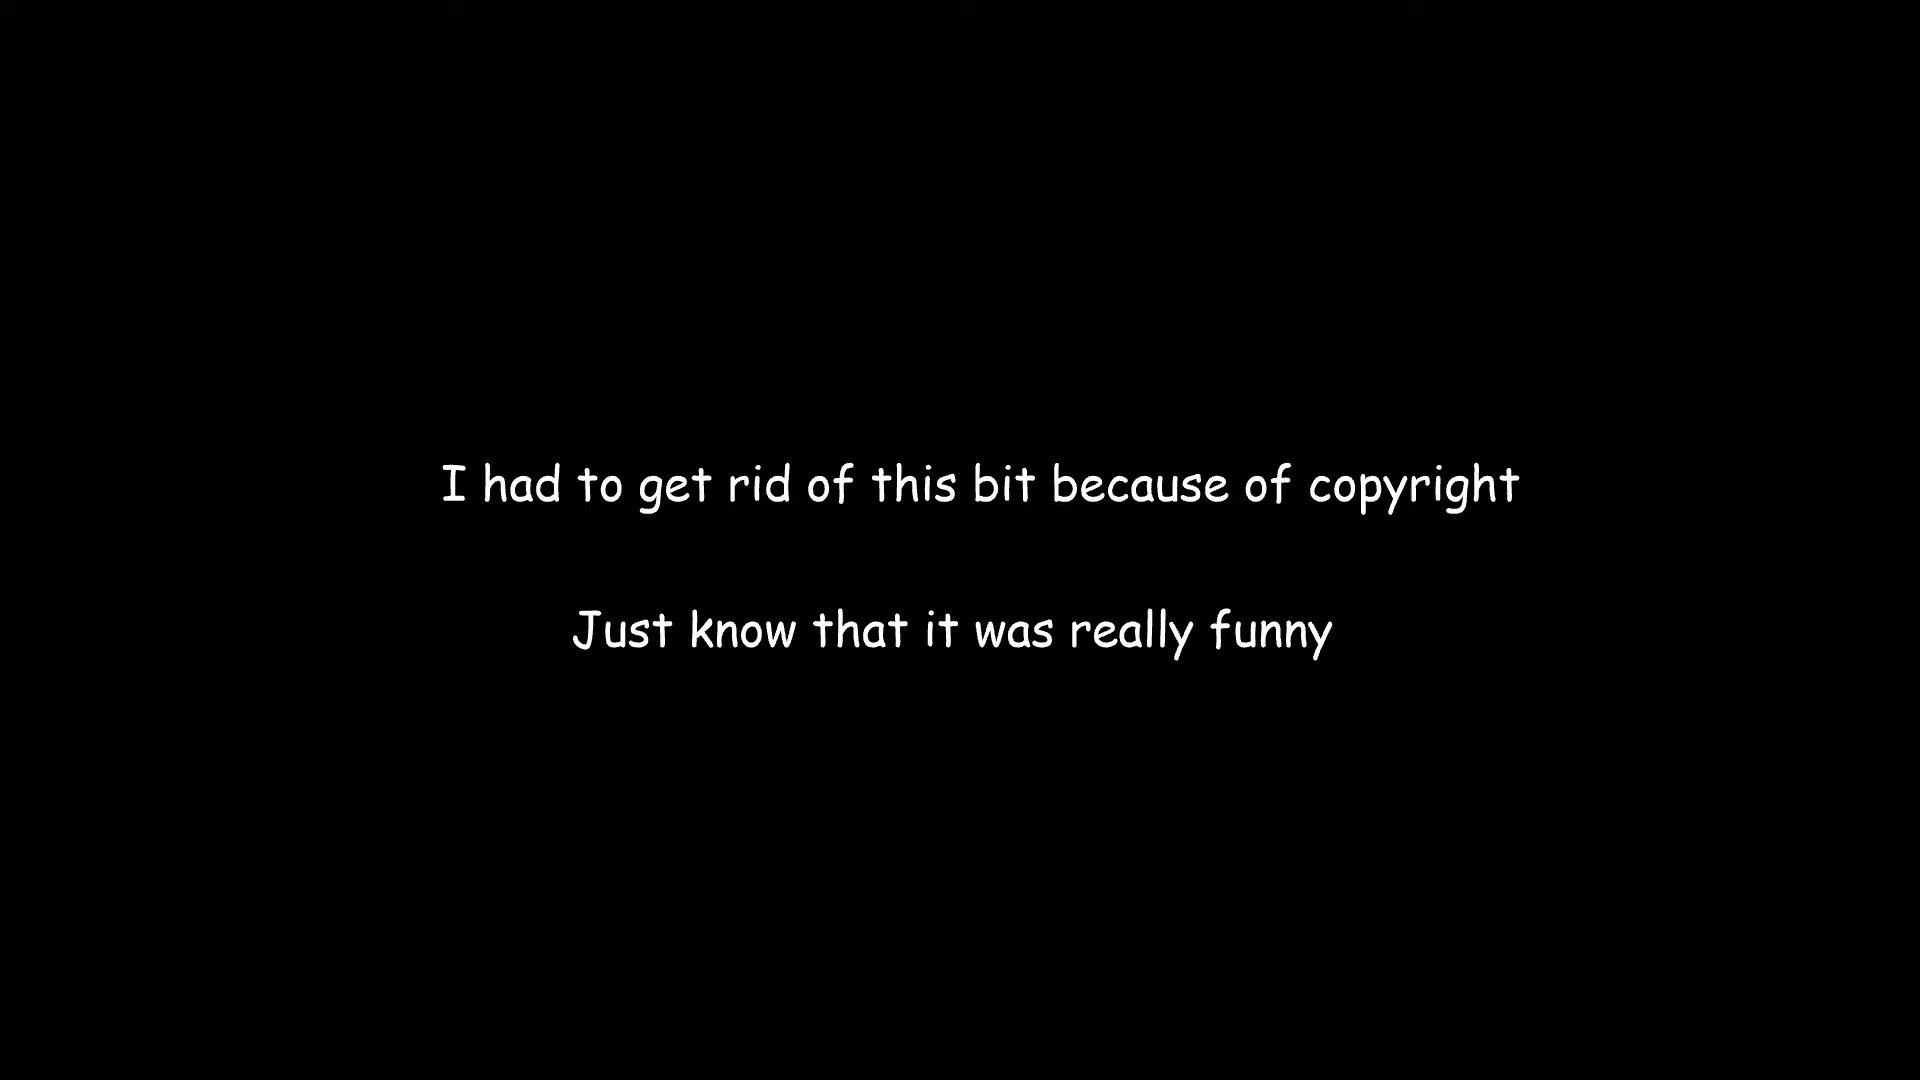 I had to get rid of this bit because of copyright
Just know that it was really funny